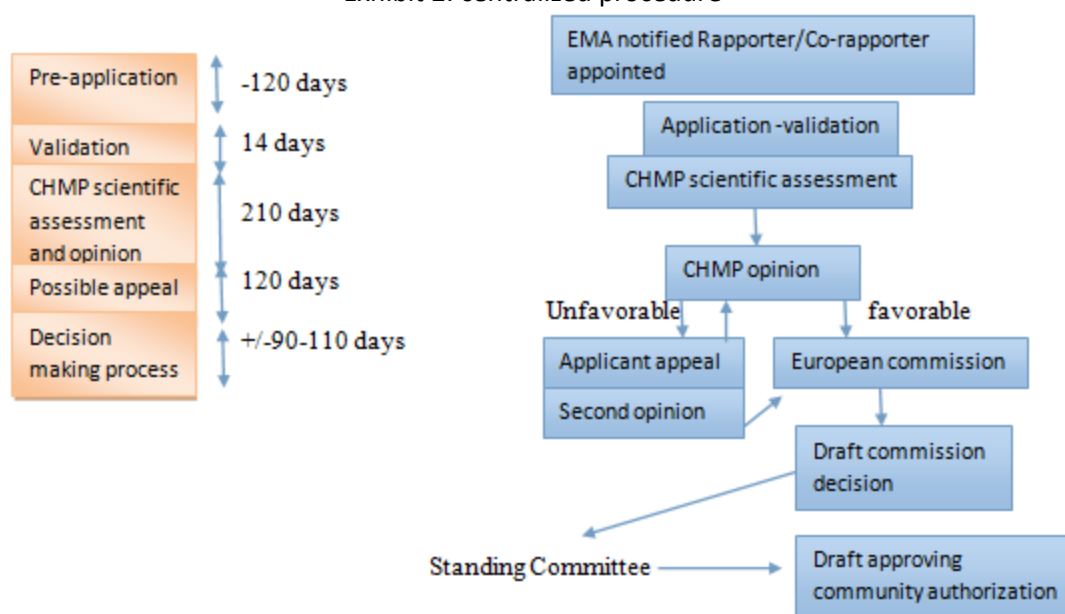 Pre-application
-120 days
Validation
14 days
CHMP scientific
assessment
and opinion
210 days
Possible appeal
120 days
Decision
making process
+/-90-110 days
EMA notified Rapporter/Co-rapporter
appointed
Application -validation
CHMP scientific assessment
CHMP opinion
Unfavorable
favorable
Applicant appeal
European commission
Second opinion
Draft commission
decision
Standing Committee
Draft approving
community authorization